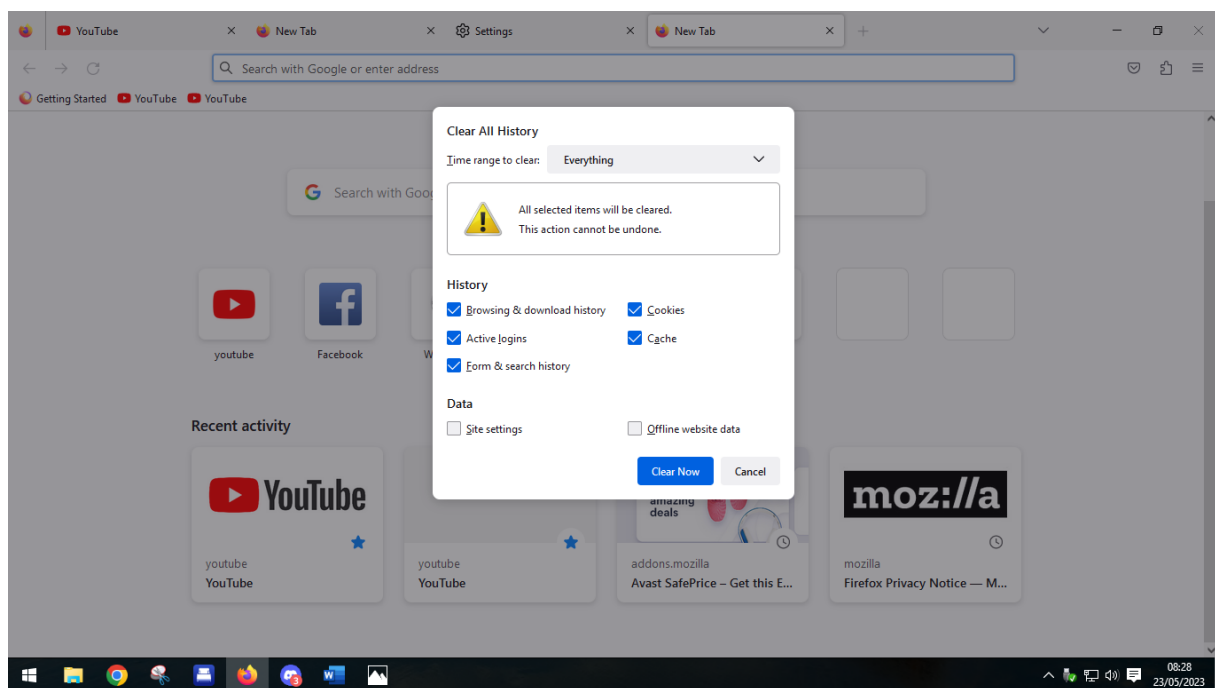 YouTube
New Tab
Settings
New Tab
Search with Google or enter address
Getting Started YouTube YouTube
Clear All History
Time range to clear: Everything
Search with Goog
All selected items will be cleared.
This action cannot be undone.
History
Browsing & download history Cookies
Active logins Cache
Form & search history
youtube Facebook W
Data
Site settings Offline website data
Recent activity
Clear Now Cancel
YouTube
amazing
deals
moz://a
youtube youtube addons.mozilla mozilla
YouTube YouTube Avast SafePrice – Get this E... Firefox Privacy Notice — M...
08:28
23/05/2023